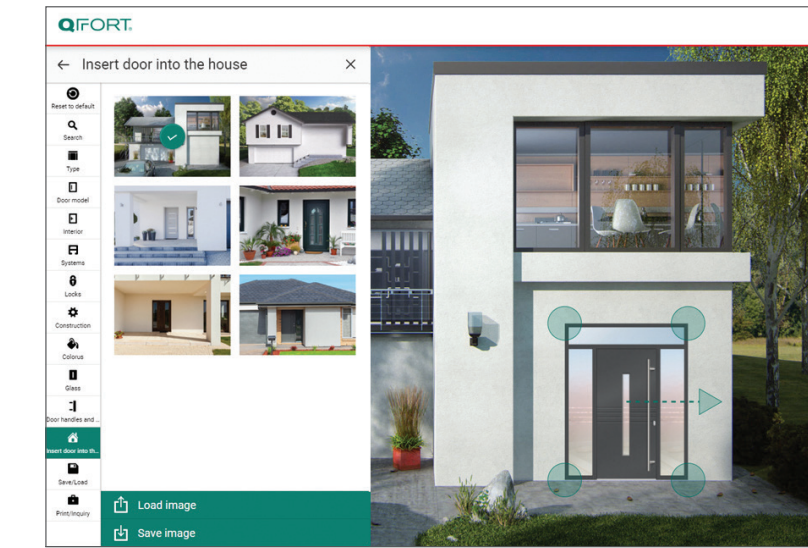 QFORT
Insert door into the house
Reset to default
Search
Type
Door model
Interior
Systems
Locks
Construction
Colorus
Glass
Door handles and ...
Insert door into th...
Save/Load
Print/Inquiry
Load image
Save image